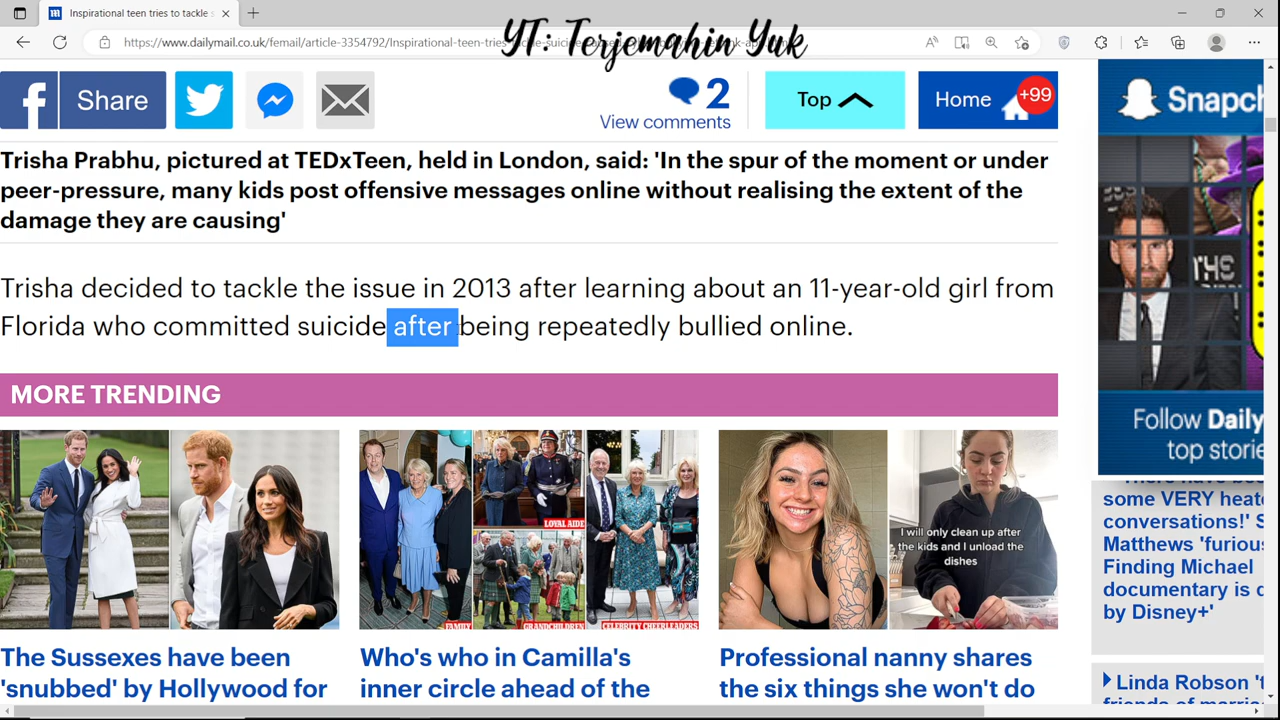 Inspirational teen tries to tackle s
YT: Terjemahin Yuk
https://www.dailymail.co.uk/femail/article-3354792/Inspirational-teen-tries
Share
2
View comments
Top
Home
+99
Snapch
Trisha Prabhu, pictured at TEDxTeen, held in London, said: 'In the spur of the moment or under
peer-pressure, many kids post offensive messages online without realising the extent of the
damage they are causing'
Trisha decided to tackle the issue in 2013 after learning about an 11-year-old girl from
Florida who committed suicide after being repeatedly bullied online.
MORE TRENDING
Follow Daily
top storie
LOYAL AIDE
FAMILY
GRANDCHILDREN
CELEBRITY CHEERLEADERS
I will only clean up after
the kids and I unload the
dishes
The Sussexes have been
'snubbed' by Hollywood for
Who's who in Camilla's
inner circle ahead of the
Professional nanny shares
the six things she won't do
some VERY heate
conversations!' S
Matthews 'furiou
Finding Michael
documentary is d
by Disney+'
Linda Robson 't